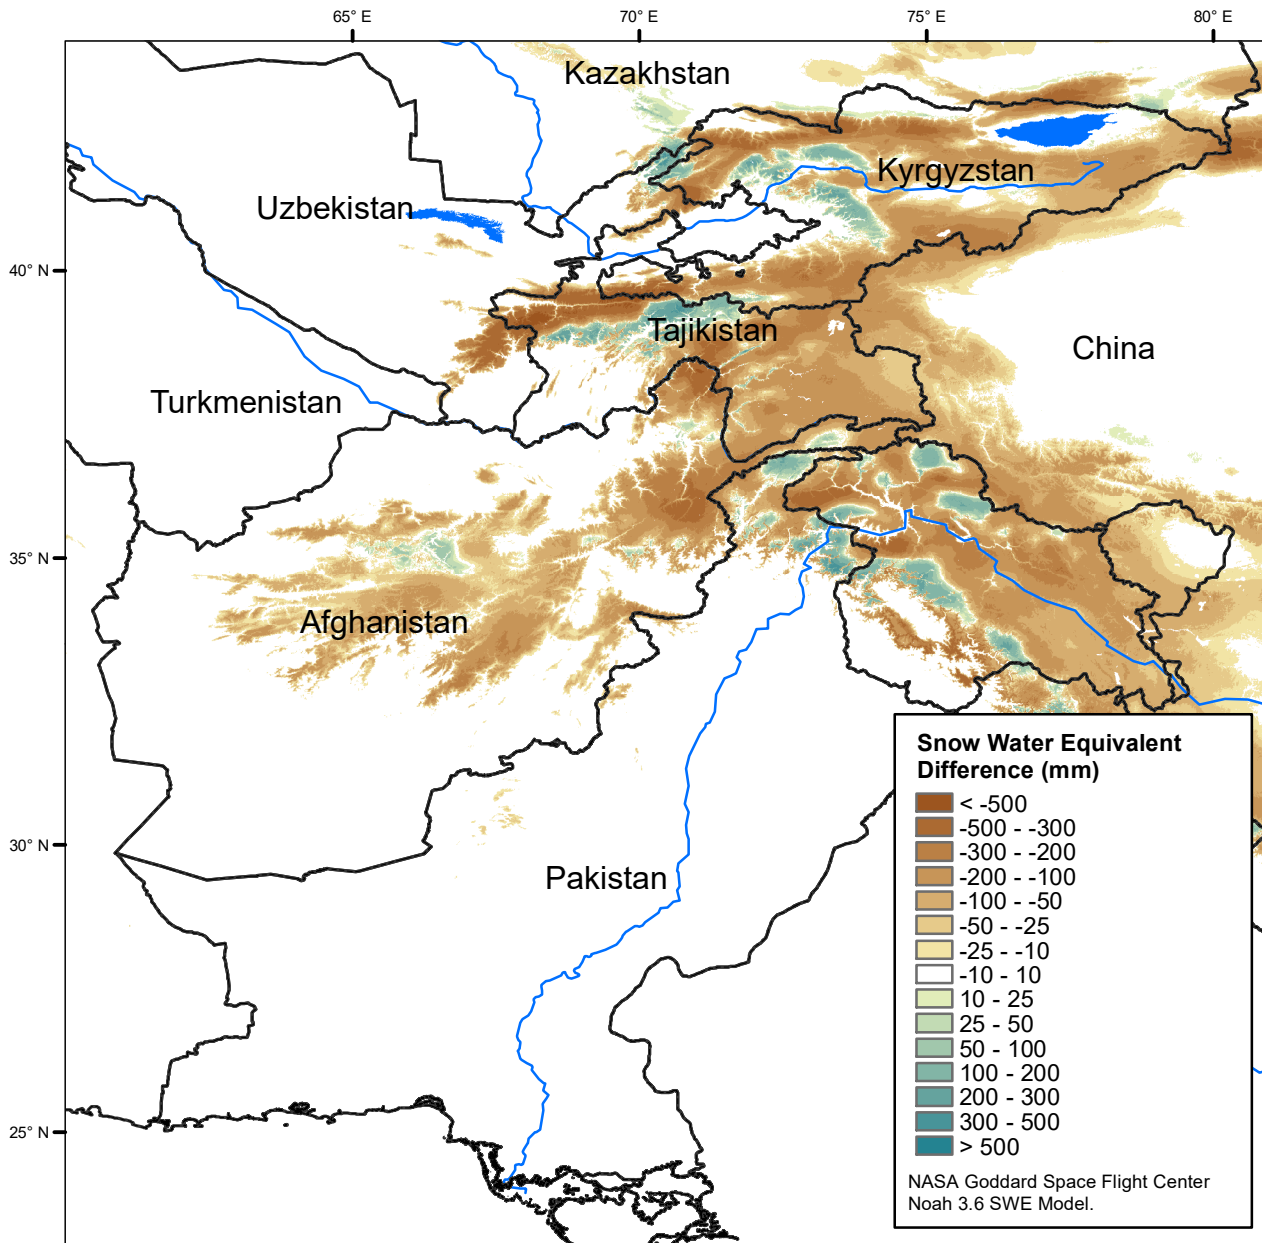 65° E
70° E
75° E
80° E
Kazakhstan
Kyrgyzstan
Uzbekistan
40° N
Tajikistan
China
Turkmenistan
35° N
Afghanistan
30° N
Pakistan
25° N
Snow Water Equivalent
Difference (mm)
< -500
-500 - -300
-300 - -200
-200 - -100
-100 - -50
-50 - -25
-25 - -10
-10 - 10
10 - 25
25 - 50
50 - 100
100 - 200
200 - 300
300 - 500
> 500
NASA Goddard Space Flight Center
Noah 3.6 SWE Model.